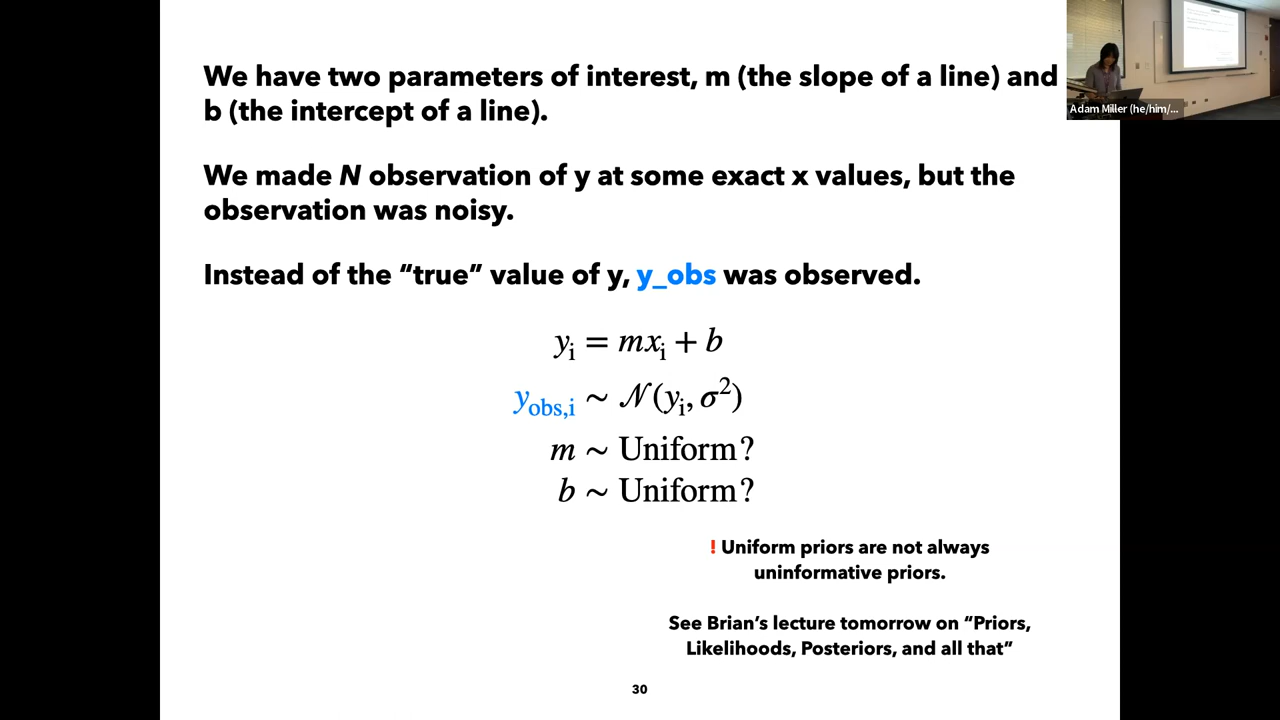 We have two parameters of interest, m (the slope of a line) and
b (the intercept of a line).
We made N observation of y at some exact x values, but the
observation was noisy.
Instead of the “true” value of y, y_obs was observed.
yᵢ = mxᵢ + b
y_obs,i ~ 𝒩(yᵢ, σ²)
m ~ Uniform?
b ~ Uniform?
! Uniform priors are not always
uninformative priors.
See Brian’s lecture tomorrow on “Priors,
Likelihoods, Posteriors, and all that”
30
Adam Miller (he/him/...